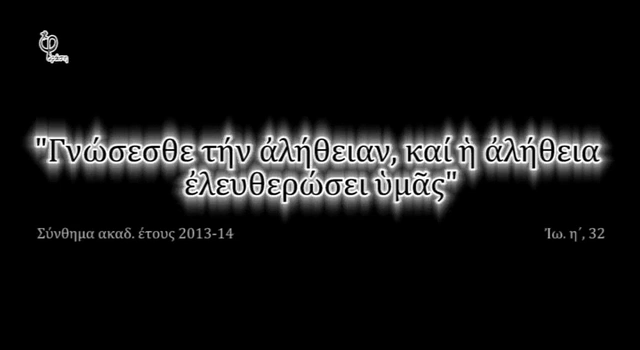 "Γνώσεσθε τήν ἀλήθειαν, καί ἡ ἀλήθεια
ἐλευθερώσει ὑμᾶς"
Σύνθημα ακαδ. έτους 2013-14 Ἰω. η΄, 32